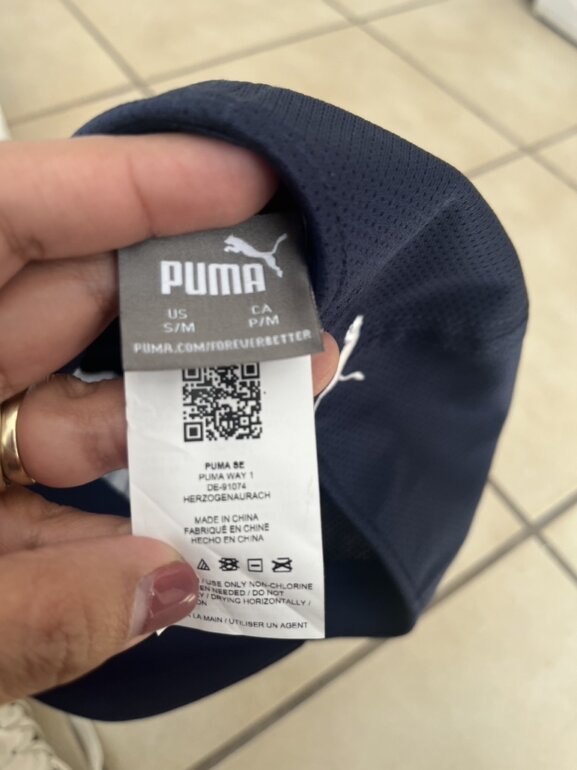 PUMA
US CA
S/M P/M
PUMA.COM/FOREVERBETTER
PUMA SE
PUMA WAY 1
DE-91074
HERZOGENAURACH
MADE IN CHINA
FABRIQUÉ EN CHINE
HECHO EN CHINA
/ USE ONLY NON-CHLORINE
EN NEEDED / DO NOT
/ DRYING HORIZONTALLY /
ON
LA MAIN / UTILISER UN AGENT